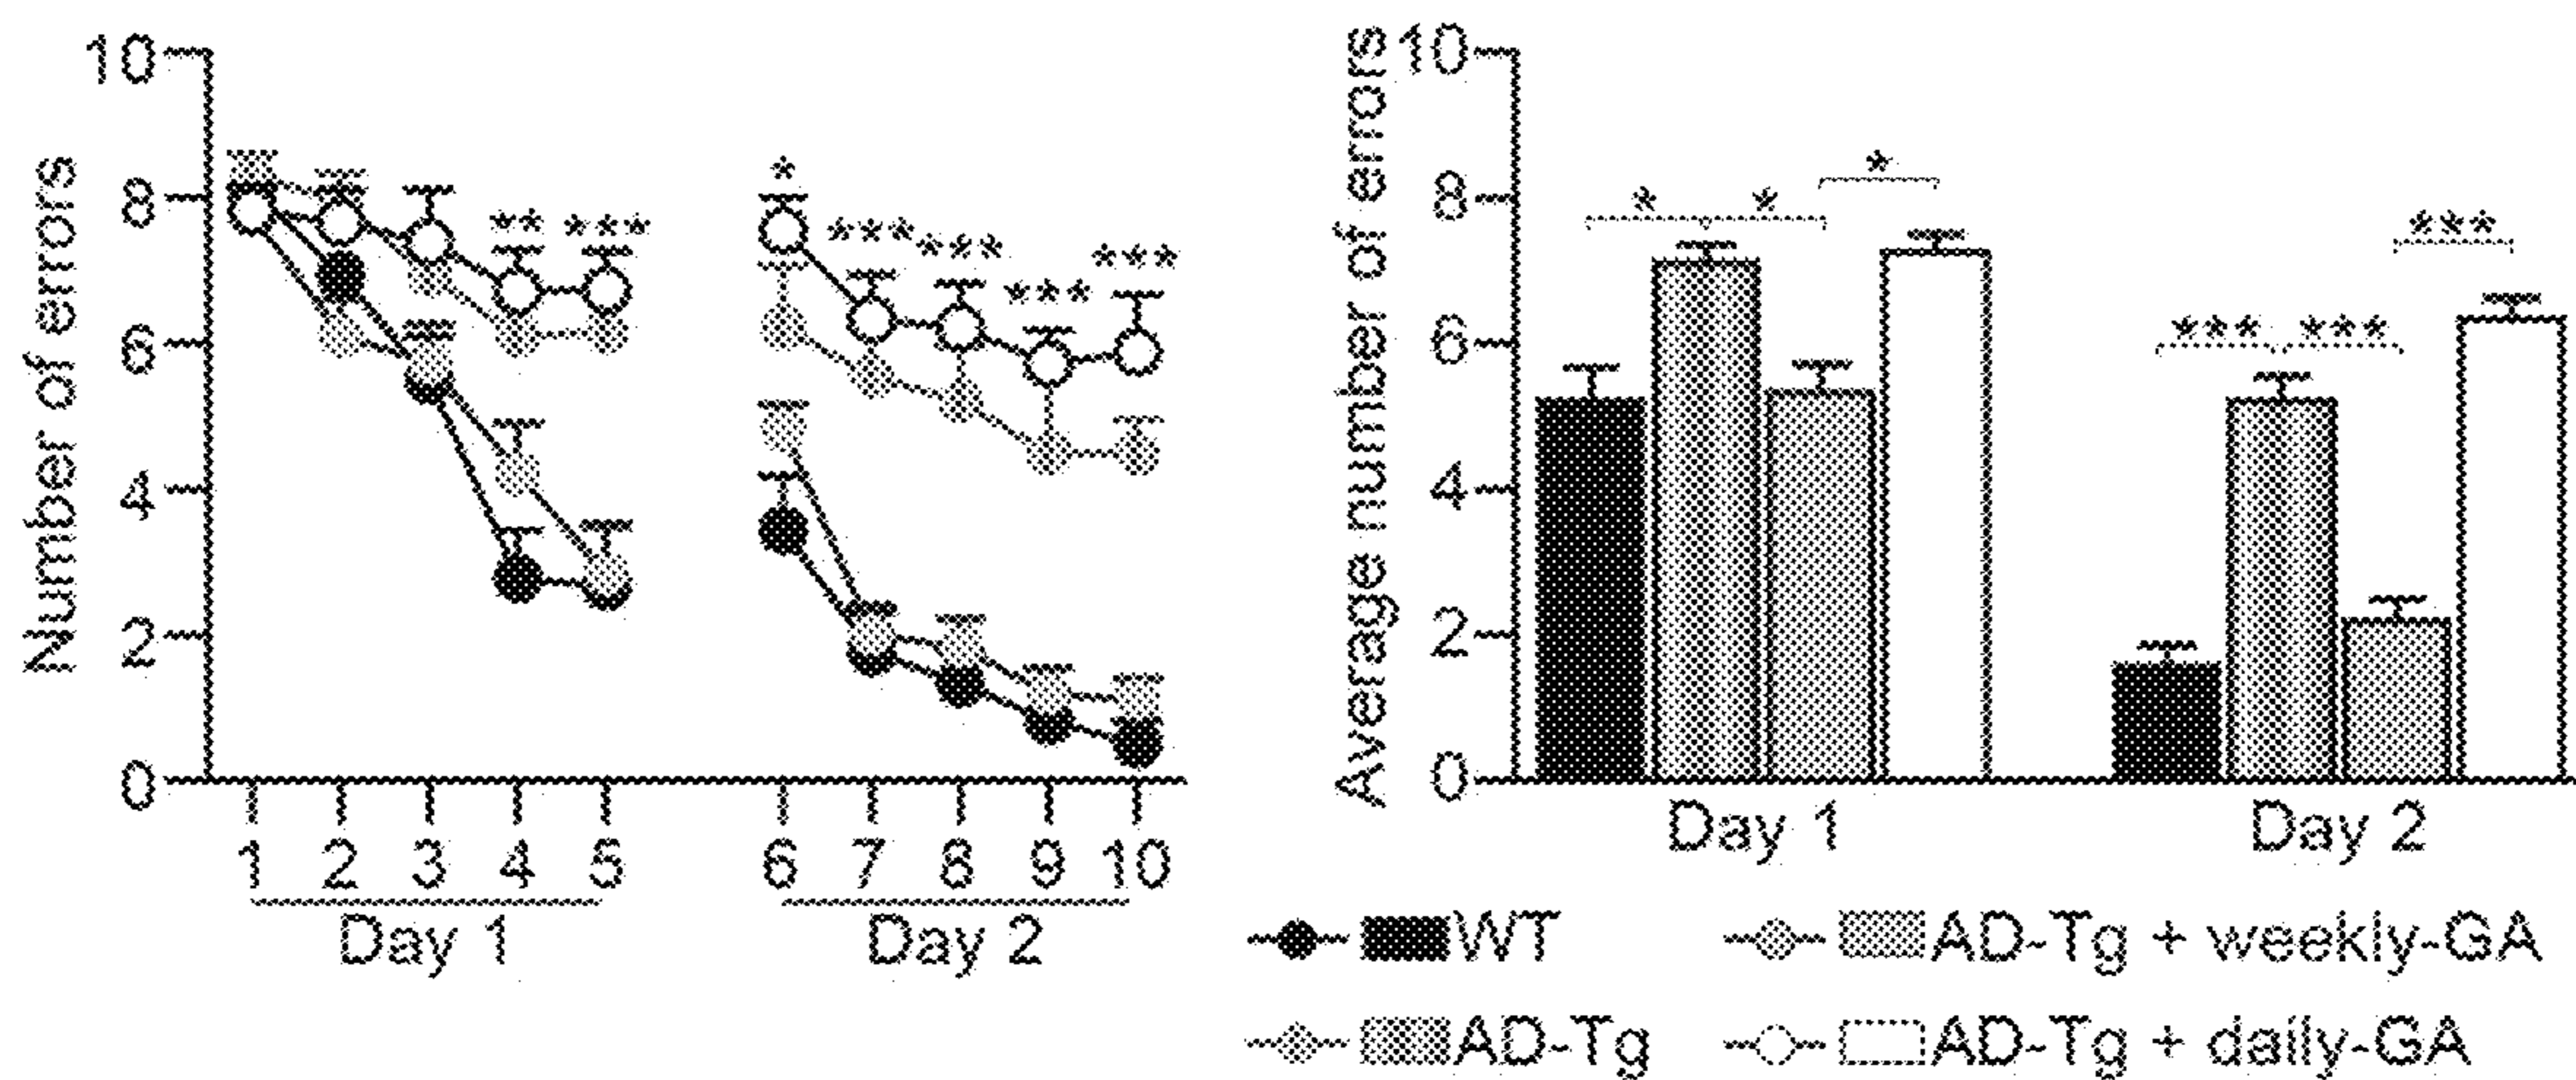 Number of errors
10
8
6
4
2
0
* 
** *** *** *** *** ***
1 2 3 4 5 6 7 8 9 10
Day 1 Day 2
Average number of errors
10
8
6
4
2
0
* * *
*** *** ***
Day 1 Day 2
WT AD-Tg + weekly-GA
AD-Tg AD-Tg + daily-GA